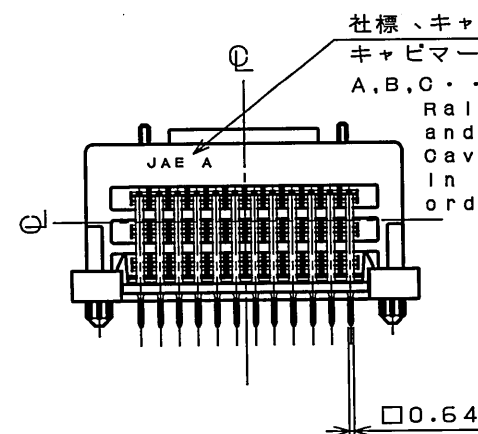 社標、キャ
キャビマー
A,B,C・・
Ral
and
Cav
In
ord
JAE A
□0.64